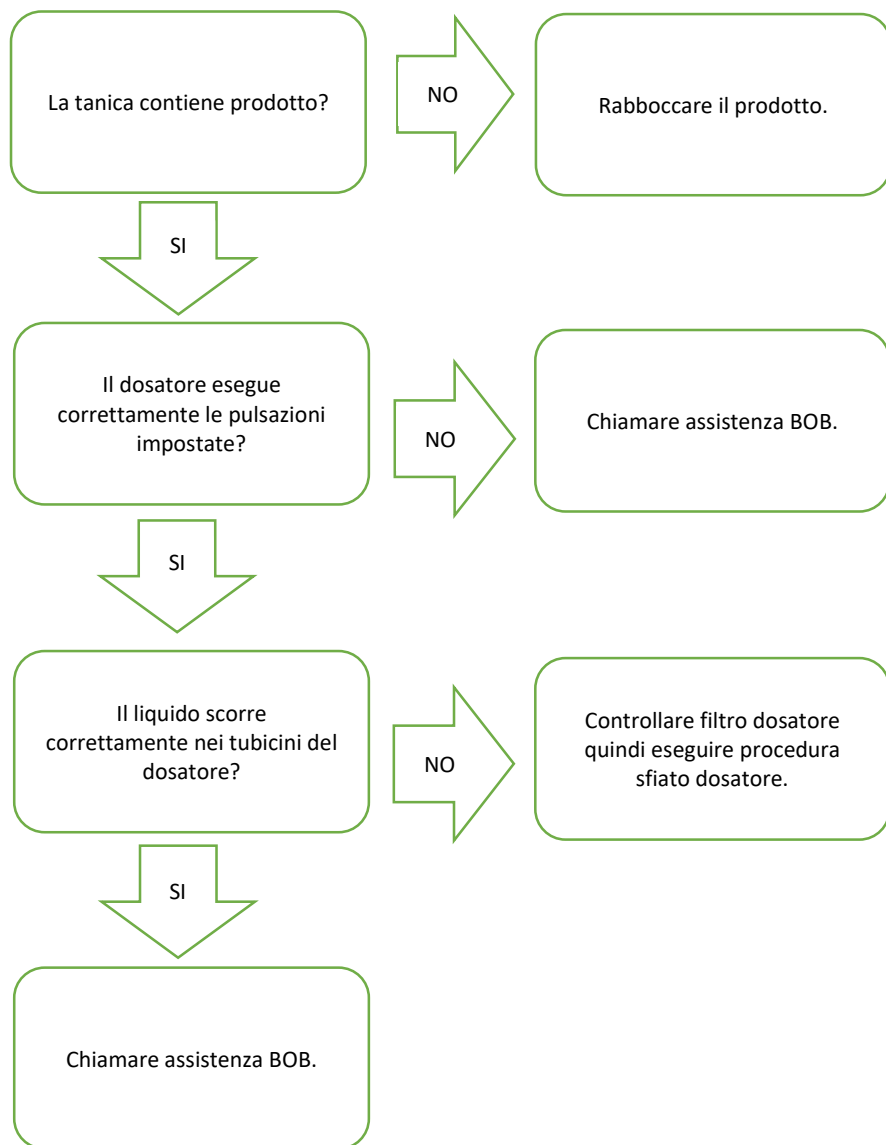 La tanica contiene prodotto?
NO
Rabboccare il prodotto.
SI
Il dosatore esegue
correttamente le pulsazioni
impostate?
NO
Chiamare assistenza BOB.
SI
Il liquido scorre
correttamente nei tubicini del
dosatore?
NO
Controllare filtro dosatore
quindi eseguire procedura
sfiato dosatore.
SI
Chiamare assistenza BOB.